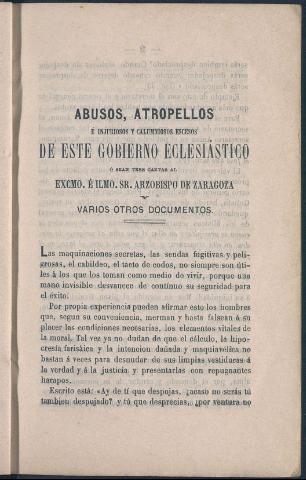 ABUSOS, ATROPELLOS
É INJURIOSOS Y CALUMNIOSOS EXCESOS
DE ESTE GOBIERNO ECLESIÁSTICO
Ó SEAN TRES CARTAS AL
EXCMO. É ILMO. SR. ARZOBISPO DE ZARAGOZA
Y
VARIOS OTROS DOCUMENTOS.
Las maquinaciones secretas, las sendas fugitivas y peli-
grosas, el cabildeo, el tacto de codos, no siempre son úti-
les á los que los toman como medio de vivir, porque una
mano invisible desvanece de contínuo su seguridad para
el éxito.
Por propia experiencia pueden afirmar esto los hombres
que, segun su conveniencia, merman y hasta falsean á su
placer las condiciones necesarias, los elementos vitales de
la moral. Tal vez ya no dudan de que el cálculo, la hipo-
cresía farisáica y la intencion dañada y maquiavélica no
bastan á veces para desnudar de sus limpias vestiduras á
la verdad y á la justicia, y presentarlas con repugnantes
harapos.
Escrito está: «Ay de tí que despojas, ¿acaso no serás tú
tambien despojado? y tú que desprecias, ¿por ventura no